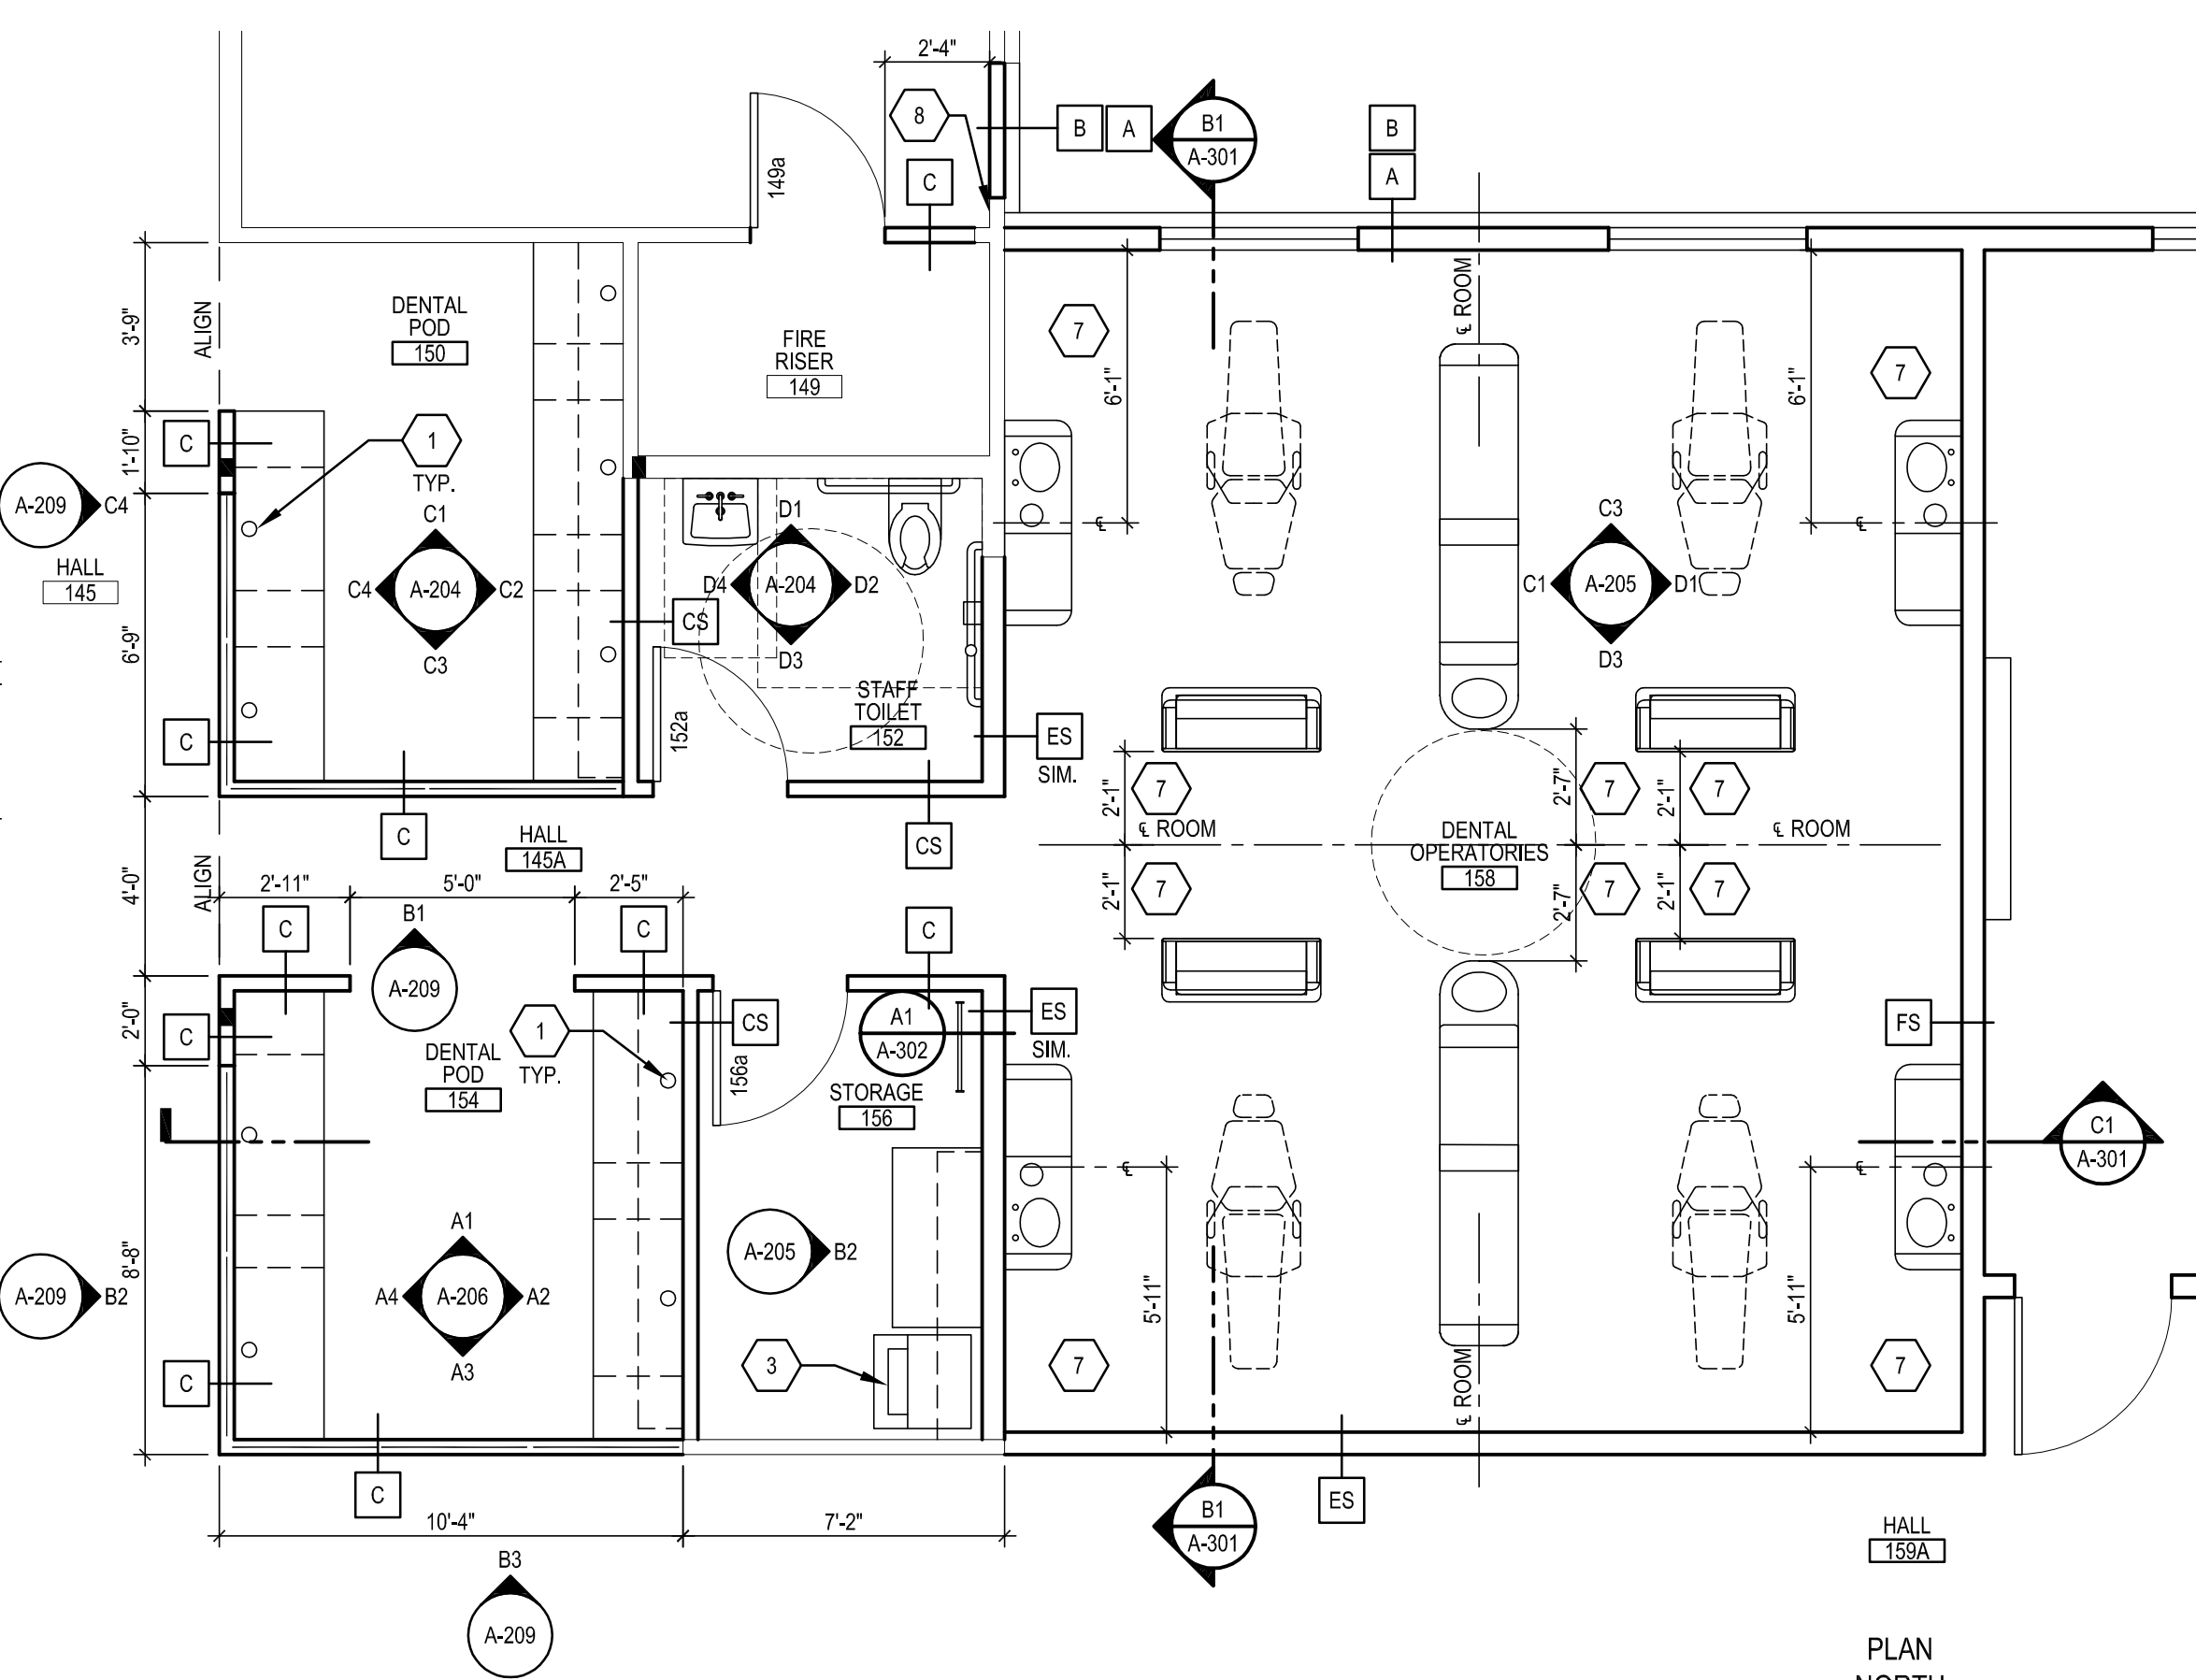 2'-4"
8
B
A
B1
A-301
B
A
C
149a
3'-9"
ALIGN
DENTAL
POD
150
FIRE
RISER
149
7
6'-1"
℄ ROOM
6'-1"
7
C
1
TYP.
1'-10"
A-209
C4
HALL
145
C1
C4
A-204
C2
C3
6'-9"
D1
D4
A-204
D2
D3
CS
℄
C3
C1
A-205
D1
D3
℄
STAFF
TOILET
152
152a
ES
SIM.
C
C
HALL
145A
CS
2'-1"
7
℄ ROOM
2'-7"
7
2'-1"
7
℄ ROOM
DENTAL
OPERATORIES
158
2'-1"
7
2'-7"
7
2'-1"
7
4'-0"
ALIGN
2'-11"
5'-0"
2'-5"
C
B1
A-209
C
C
2'-0"
C
DENTAL
POD
154
1
TYP.
CS
156a
A1
A-302
ES
SIM.
STORAGE
156
FS
C1
A-301
℄
℄
8'-8"
A-209
B2
A1
A4
A-206
A2
A3
A-205
B2
3
5'-11"
5'-11"
7
7
℄ ROOM
C
C
ES
10'-4"
7'-2"
B1
A-301
HALL
159A
B3
A-209
PLAN
NORTH